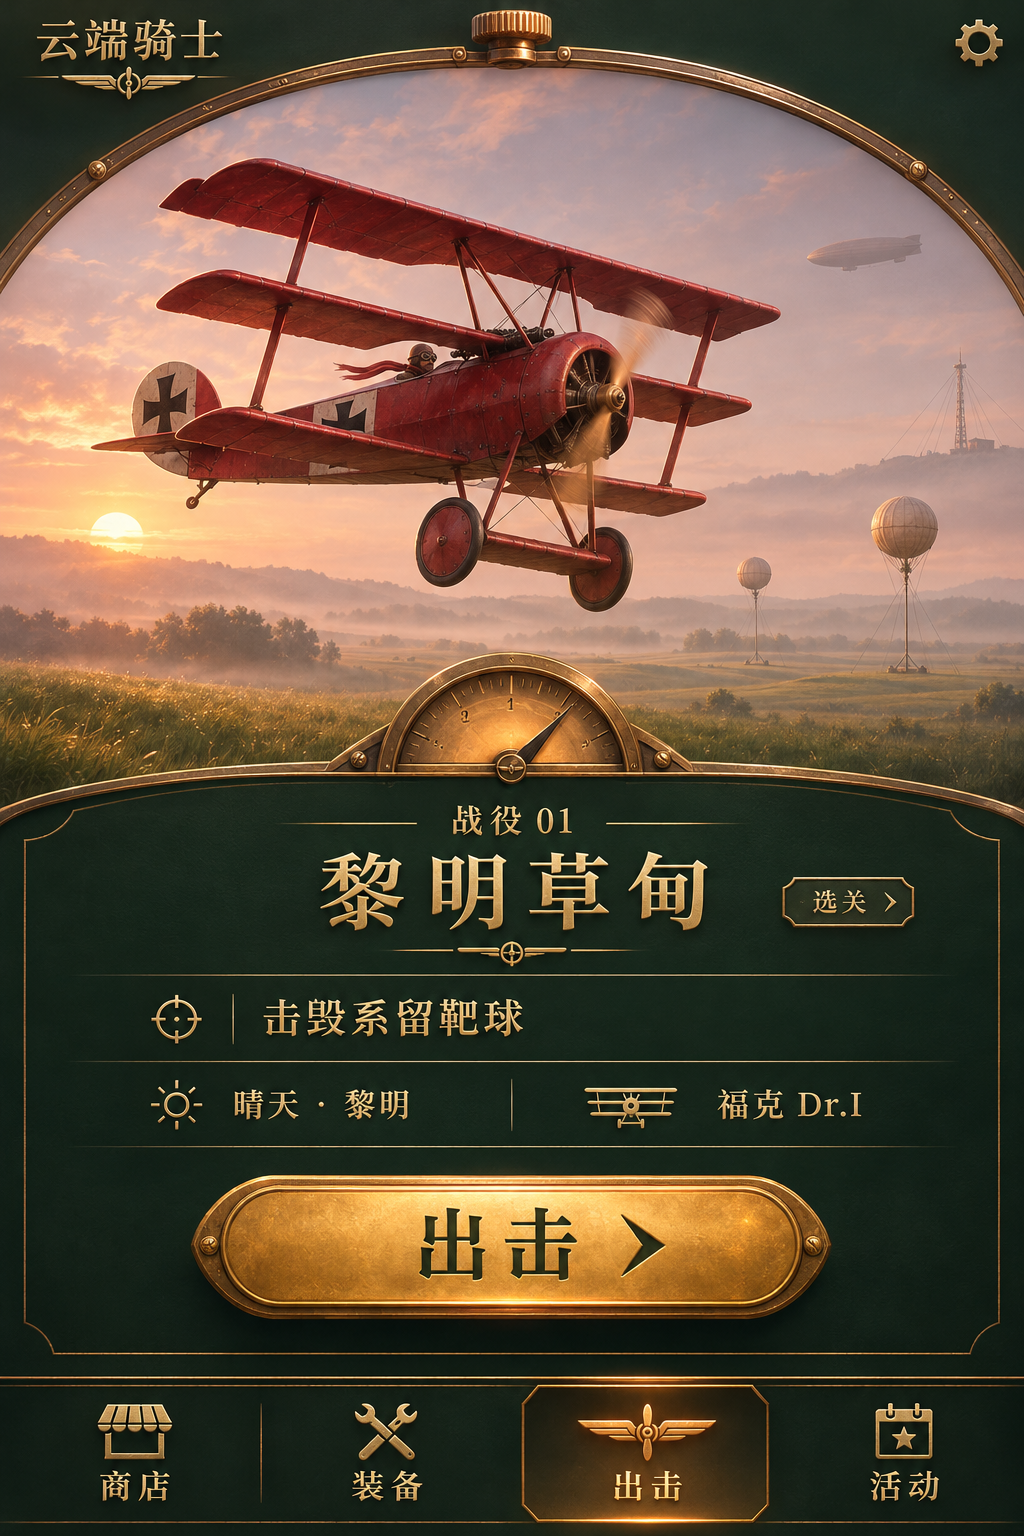 云端骑士
战役 01
黎明草甸
选关
击毁系留靶球
晴天 · 黎明
福克 Dr.I
出击
商店
装备
出击
活动